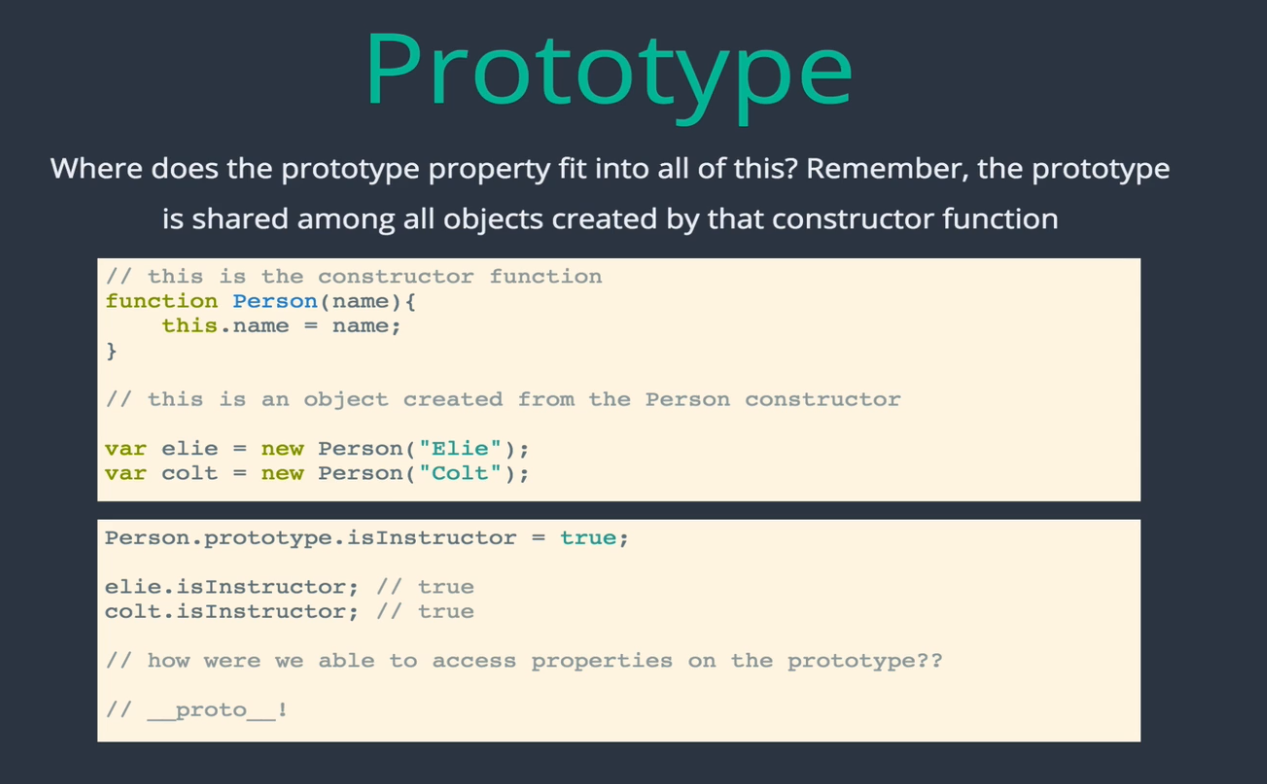 Prototype
Where does the prototype property fit into all of this? Remember, the prototype
is shared among all objects created by that constructor function
// this is the constructor function
function Person(name){
    this.name = name;
}
// this is an object created from the Person constructor
var elie = new Person("Elie");
var colt = new Person("Colt");
Person.prototype.isInstructor = true;
elie.isInstructor; // true
colt.isInstructor; // true
// how were we able to access properties on the prototype??
// __proto__!